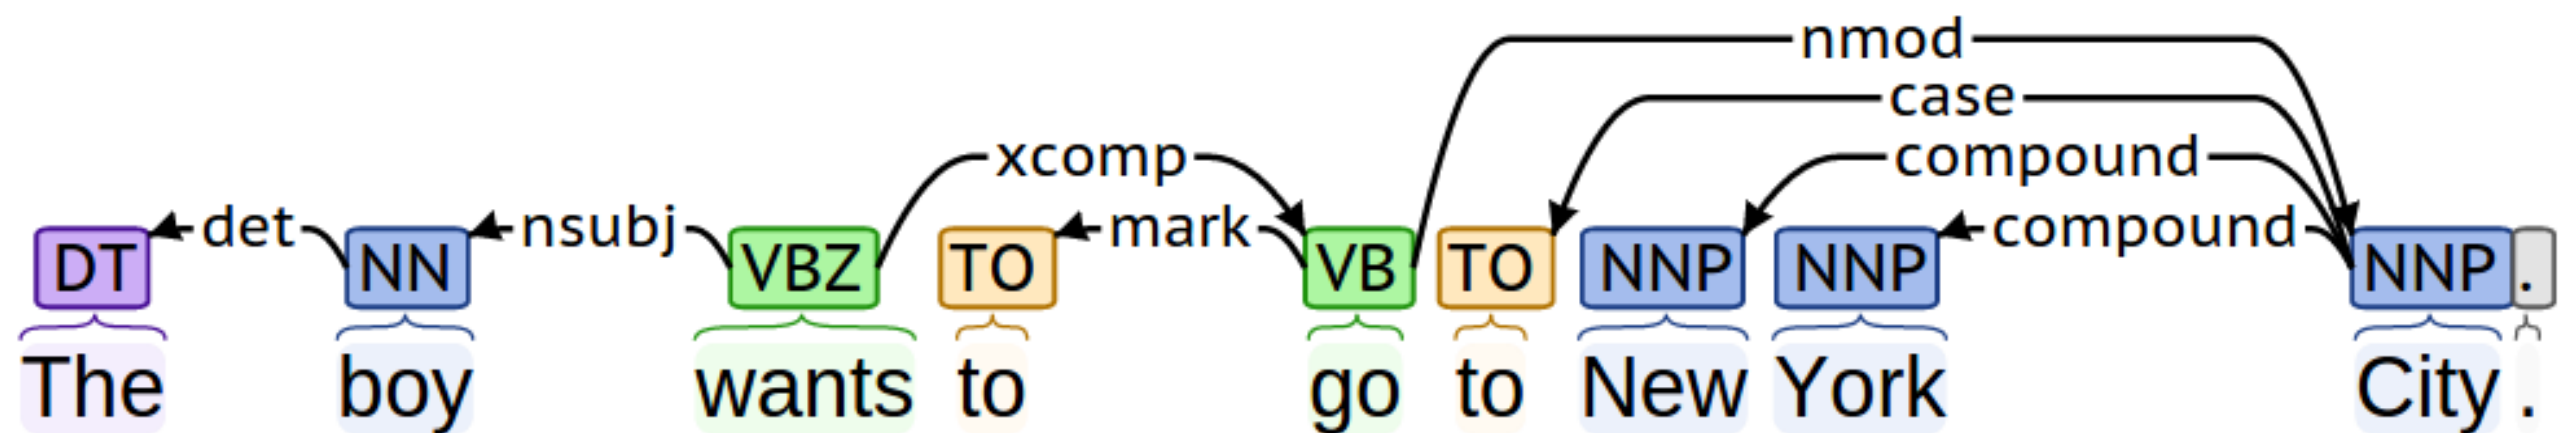 nmod
case
xcomp compound
det nsubj mark compound
DT NN VBZ TO VB TO NNP NNP NNP .
The boy wants to go to New York City .